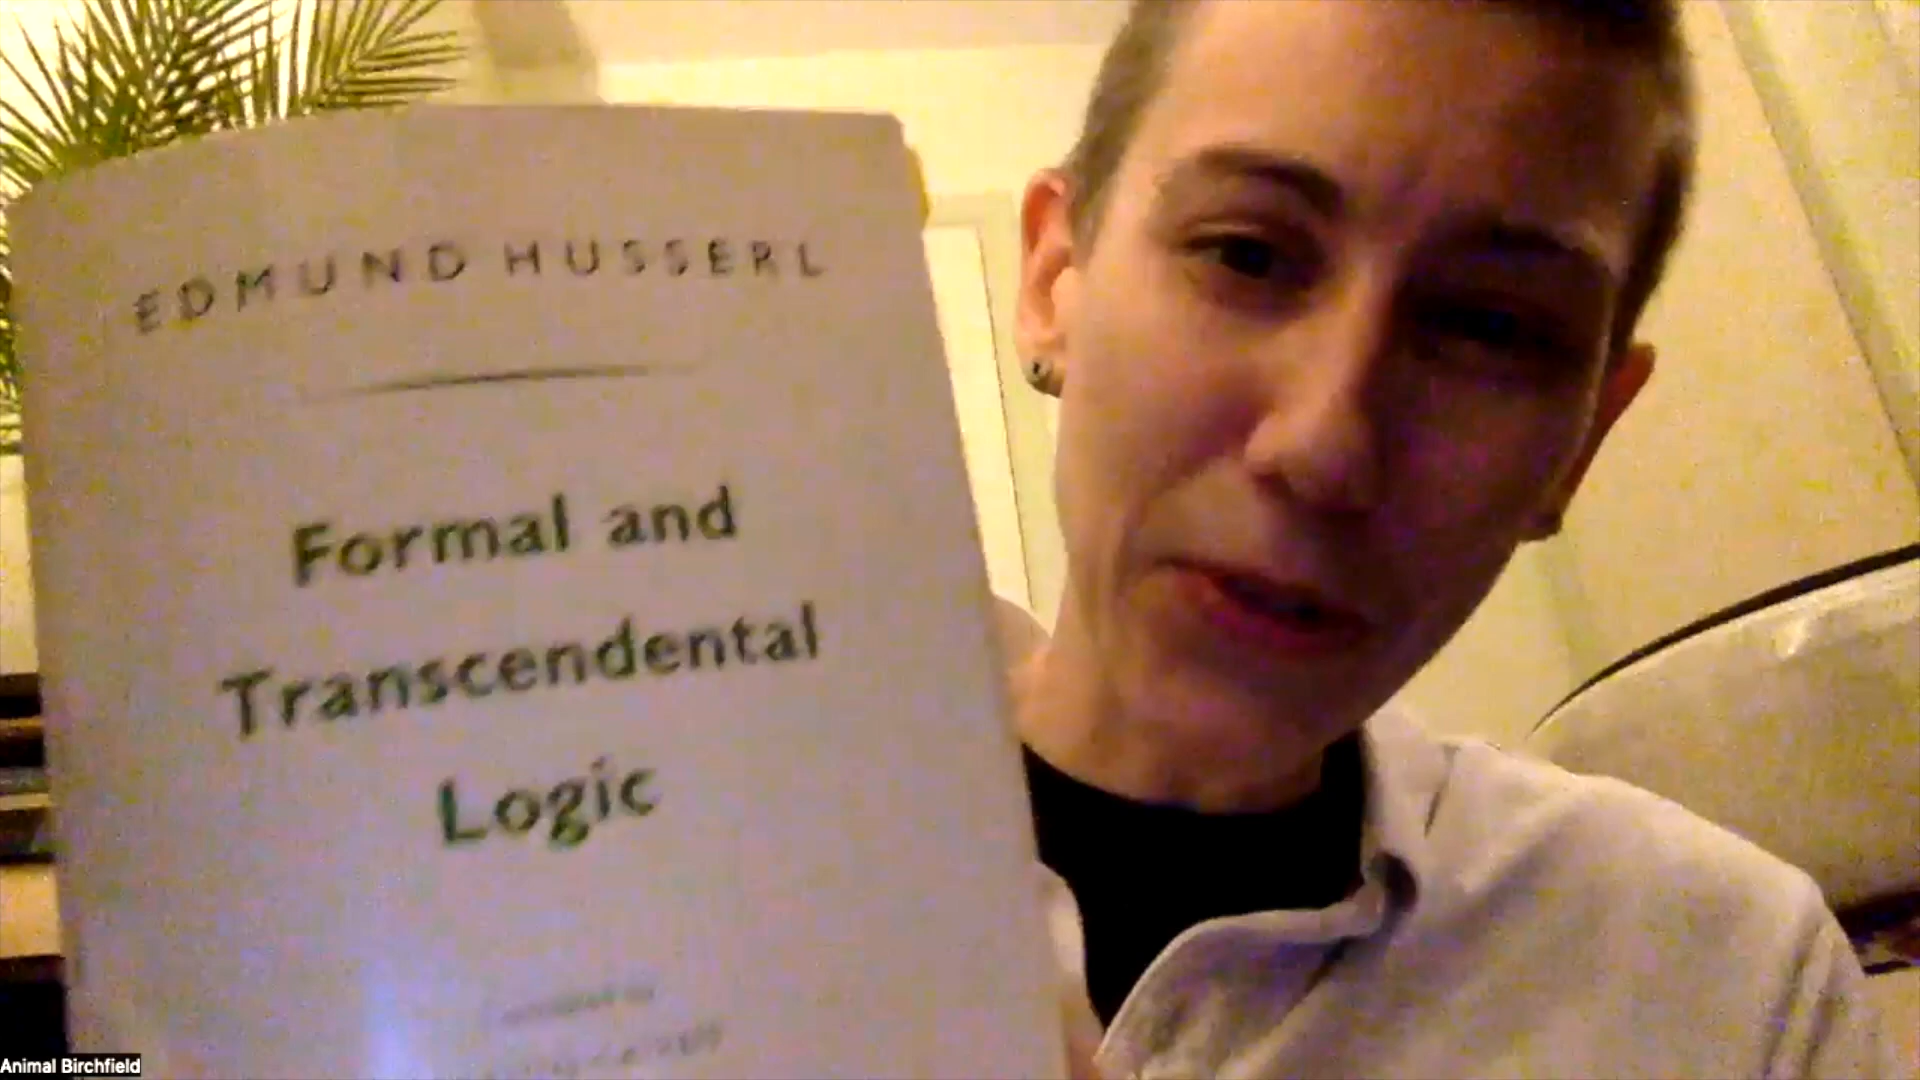 EDMUND HUSSERL
Formal and
Transcendental
Logic
Animal Birchfield